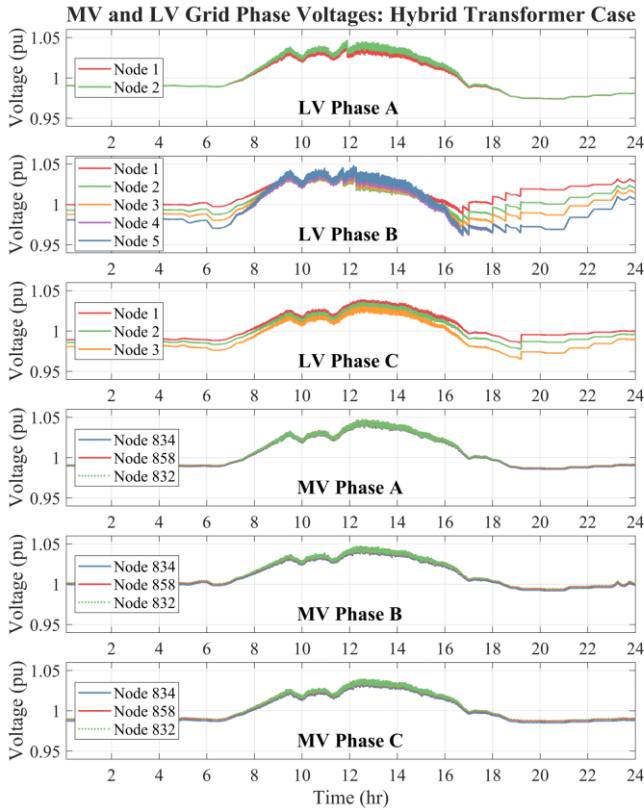 MV and LV Grid Phase Voltages: Hybrid Transformer Case
Voltage (pu)
1.05
1
0.95
Node 1
Node 2
LV Phase A
2 4 6 8 10 12 14 16 18 20 22 24
Voltage (pu)
1.05
1
0.95
Node 1
Node 2
Node 3
Node 4
Node 5
LV Phase B
2 4 6 8 10 12 14 16 18 20 22 24
Voltage (pu)
1.05
1
0.95
Node 1
Node 2
Node 3
LV Phase C
2 4 6 8 10 12 14 16 18 20 22 24
Voltage (pu)
1.05
1
0.95
Node 834
Node 858
Node 832
MV Phase A
2 4 6 8 10 12 14 16 18 20 22 24
Voltage (pu)
1.05
1
0.95
Node 834
Node 858
Node 832
MV Phase B
2 4 6 8 10 12 14 16 18 20 22 24
Voltage (pu)
1.05
1
0.95
Node 834
Node 858
Node 832
MV Phase C
2 4 6 8 10 12 14 16 18 20 22 24
Time (hr)